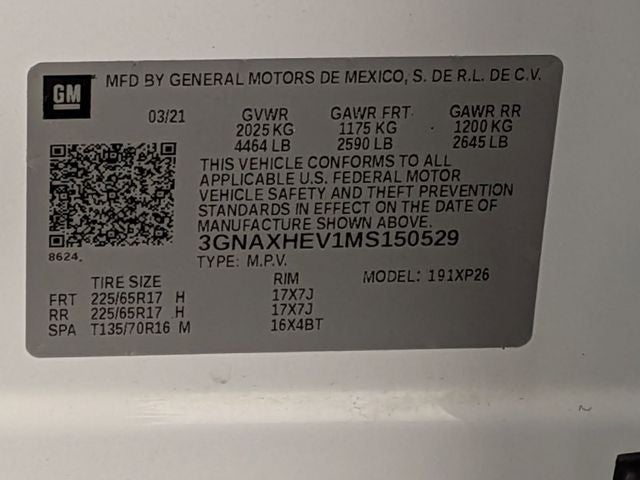 GM MFD BY GENERAL MOTORS DE MEXICO, S. DE R.L. DE C.V.
03/21 GVWR GAWR FRT GAWR RR
2025 KG 1175 KG 1200 KG
4464 LB 2590 LB 2645 LB
THIS VEHICLE CONFORMS TO ALL
APPLICABLE U.S. FEDERAL MOTOR
VEHICLE SAFETY AND THEFT PREVENTION
STANDARDS IN EFFECT ON THE DATE OF
MANUFACTURE SHOWN ABOVE.
3GNAXHEV1MS150529
8624 TYPE: M.P.V. MODEL: 191XP26
TIRE SIZE RIM
FRT 225/65R17 H 17X7J
RR 225/65R17 H 17X7J
SPA T135/70R16 M 16X4BT